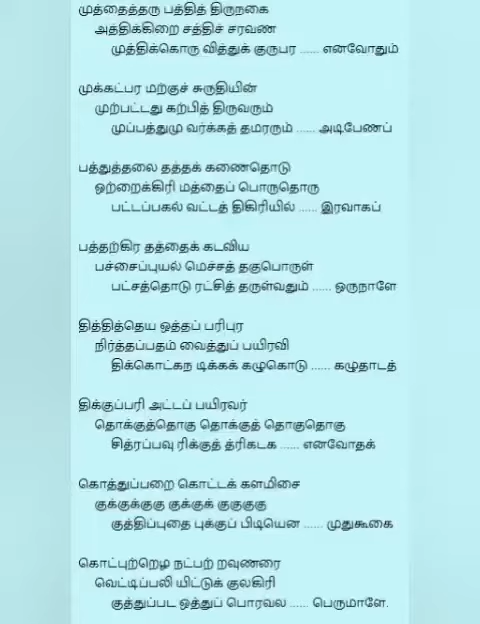 முத்தைத்தரு பத்தித் திருநகை
அத்திக்கிறை சத்திச் சரவண
முத்திக்கொரு வித்துக் குருபர ...... எனவோதும்
முக்கட்பர மற்குச் சுருதியின்
முற்பட்டது கற்பித் திருவரும்
முப்பத்துமு வர்க்கத் தமரரும் ...... அடிபேணப்
பத்துத்தலை தத்தக் கணைதொடு
ஒற்றைக்கிரி மத்தைப் பொருதொரு
பட்டப்பகல் வட்டத் திகிரியில் ...... இரவாகப்
பத்தற்கிர தத்தைக் கடவிய
பச்சைப்புயல் மெச்சத் தகுபொருள்
பட்சத்தொடு ரட்சித் தருள்வதும் ...... ஒருநாளே
தித்தித்தெய ஒத்தப் பரிபுர
நிர்த்தப்பதம் வைத்துப் பயிரவி
திக்கொட்கந டிக்கக் கழுகொடு ...... கழுதாடத்
திக்குப்பரி அட்டப் பயிரவர்
தொக்குத்தொகு தொக்குத் தொகுதொகு
சித்ரப்பவு ரிக்குத் த்ரிகடக ...... எனவோதக்
கொத்துப்பறை கொட்டக் களமிசை
குக்குக்குகு குக்குக் குகுகுகு
குத்திப்புதை புக்குப் பிடியென ...... முதுகூகை
கொட்புற்றெழ நட்பற் றவுணரை
வெட்டிப்பலி யிட்டுக் குலகிரி
குத்துப்பட ஒத்துப் பொரவல ...... பெருமாளே.